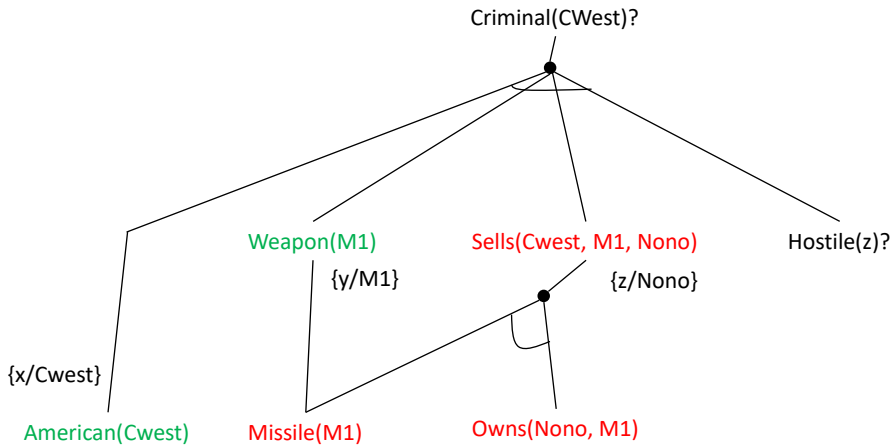 Criminal(CWest)?
Weapon(M1)
Sells(Cwest, M1, Nono)
Hostile(z)?
{y/M1}
{z/Nono}
{x/Cwest}
American(Cwest)
Missile(M1)
Owns(Nono, M1)